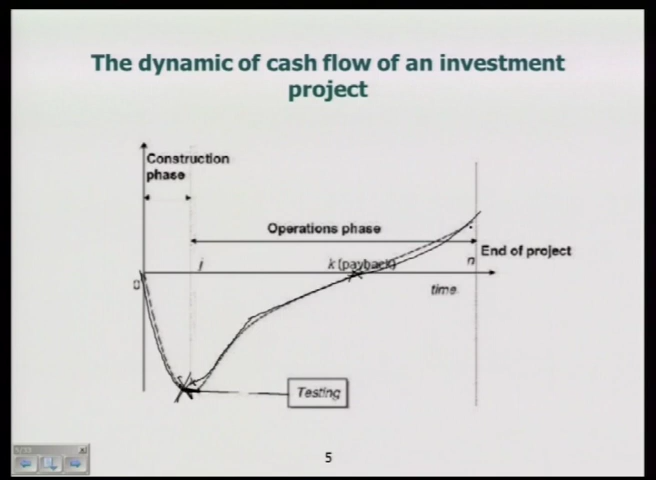 The dynamic of cash flow of an investment
project
Construction
phase
Operations phase
End of project
j
k (payback)
n
0
time
Testing
5